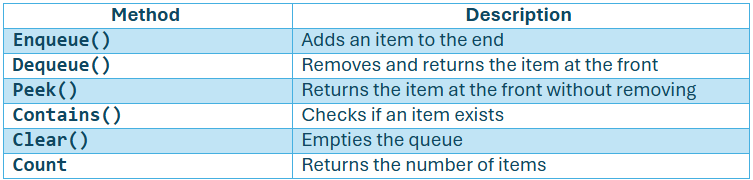 Method Description
Enqueue() Adds an item to the end
Dequeue() Removes and returns the item at the front
Peek() Returns the item at the front without removing
Contains() Checks if an item exists
Clear() Empties the queue
Count Returns the number of items